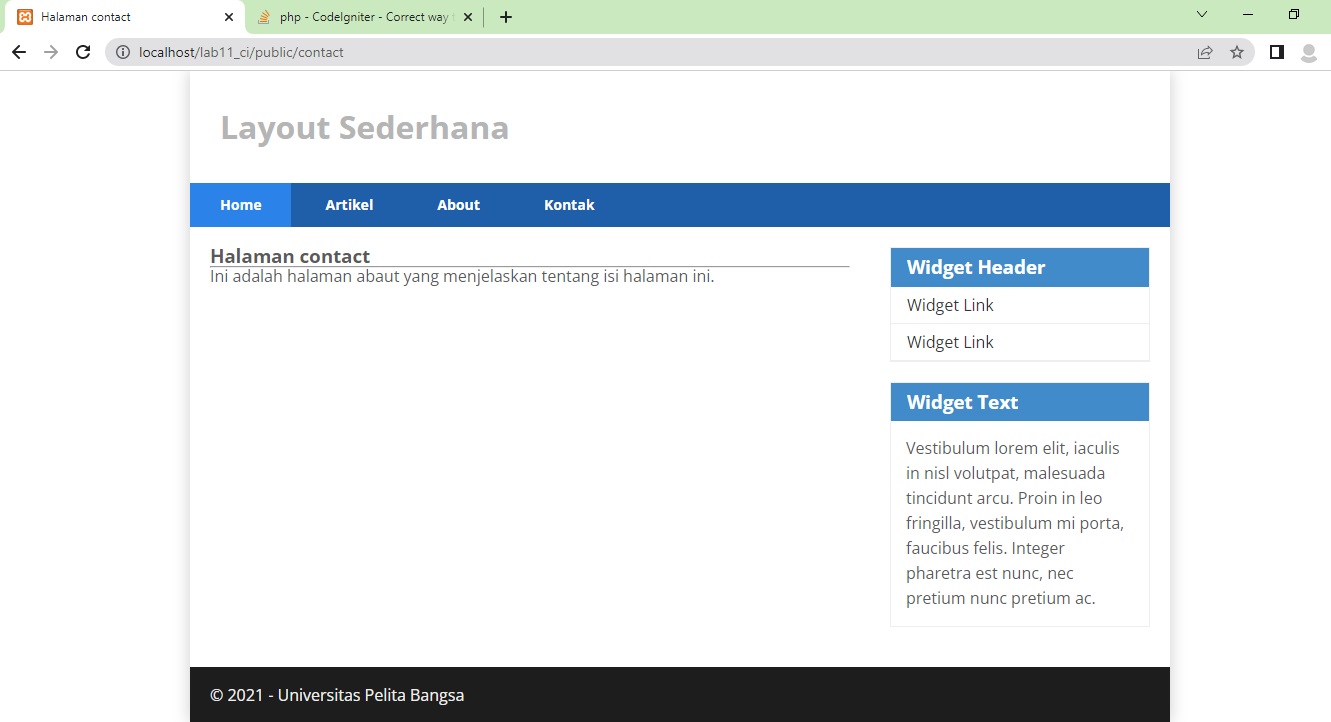 Halaman contact
php - CodeIgniter - Correct way
localhost/lab11_ci/public/contact
Layout Sederhana
Home Artikel About Kontak
Halaman contact
Ini adalah halaman abaut yang menjelaskan tentang isi halaman ini.
Widget Header
Widget Link
Widget Link
Widget Text
Vestibulum lorem elit, iaculis
in nisl volutpat, malesuada
tincidunt arcu. Proin in leo
fringilla, vestibulum mi porta,
faucibus felis. Integer
pharetra est nunc, nec
pretium nunc pretium ac.
© 2021 - Universitas Pelita Bangsa